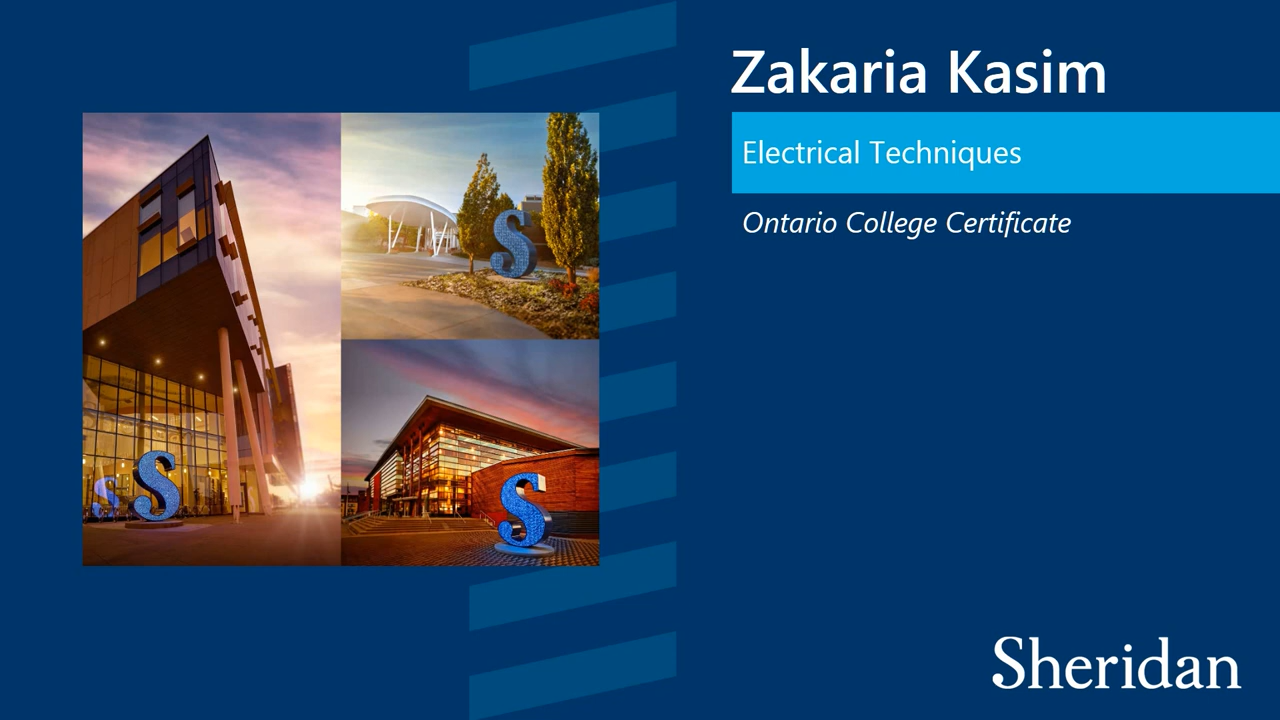 Zakaria Kasim
Electrical Techniques
Ontario College Certificate
S
S
S
Sheridan